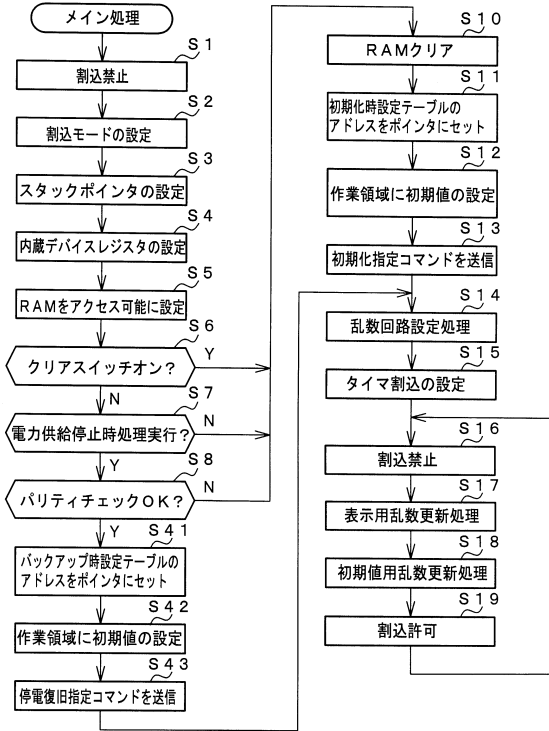 メイン処理
S1
割込禁止
S2
割込モードの設定
S3
スタックポインタの設定
S4
内蔵デバイスレジスタの設定
S5
RAMをアクセス可能に設定
S6
クリアスイッチオン?
Y
N
S7
電力供給停止時処理実行?
N
Y
S8
パリティチェックOK?
N
Y
S41
バックアップ時設定テーブルの
アドレスをポインタにセット
S42
作業領域に初期値の設定
S43
停電復旧指定コマンドを送信
S10
RAMクリア
S11
初期化時設定テーブルの
アドレスをポインタにセット
S12
作業領域に初期値の設定
S13
初期化指定コマンドを送信
S14
乱数回路設定処理
S15
タイマ割込の設定
S16
割込禁止
S17
表示用乱数更新処理
S18
初期値用乱数更新処理
S19
割込許可